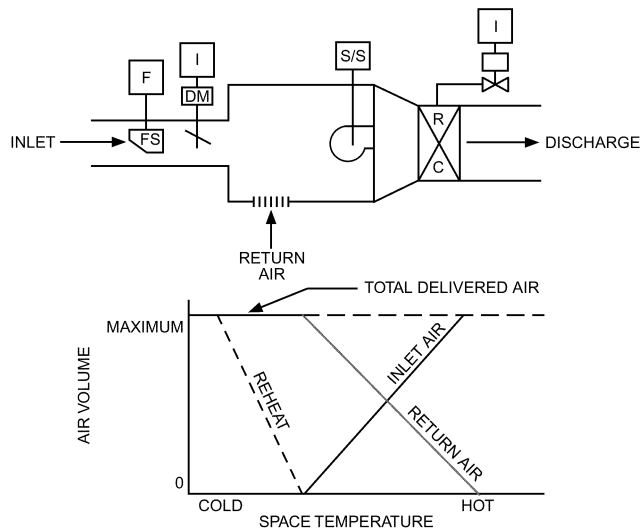 I
S/S
I
F
DM
R
FS
INLET
DISCHARGE
C
RETURN
AIR
TOTAL DELIVERED AIR
MAXIMUM
AIR VOLUME
REHEAT
INLET AIR
RETURN AIR
0
COLD
HOT
SPACE TEMPERATURE